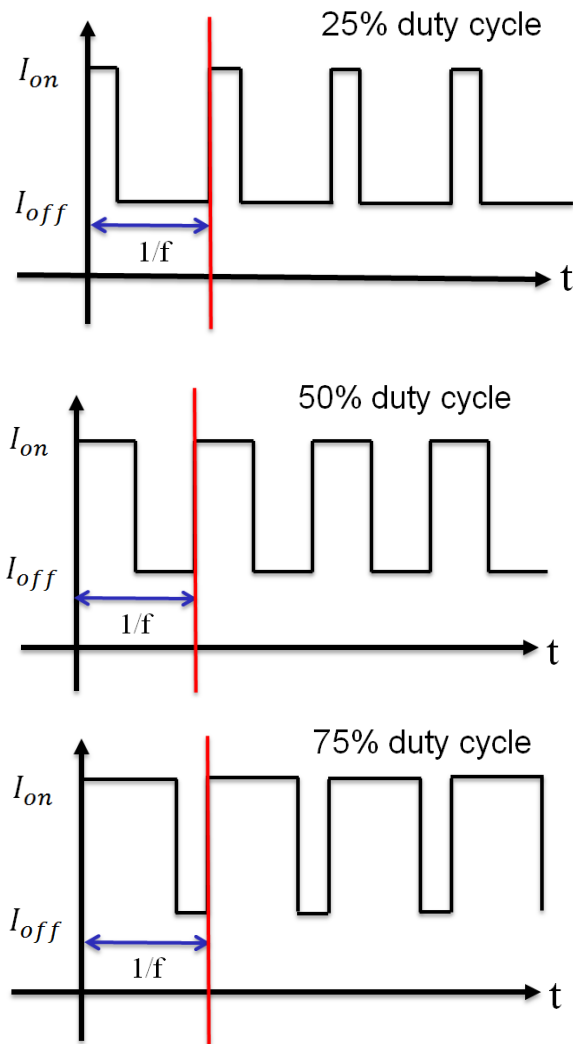 25% duty cycle
I_on
I_off
1/f
t
50% duty cycle
I_on
I_off
1/f
t
75% duty cycle
I_on
I_off
1/f
t